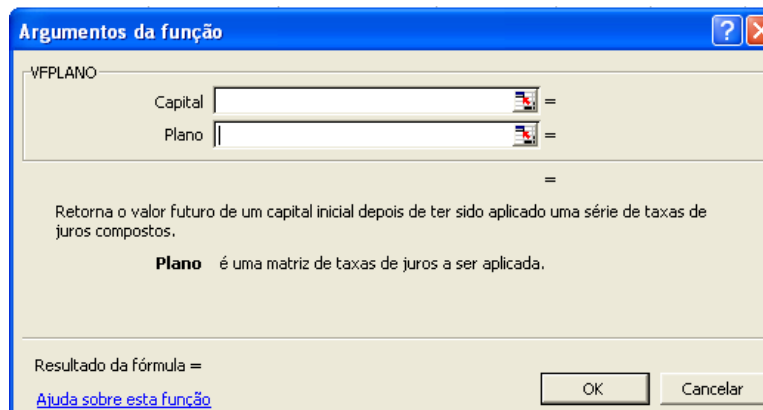 Argumentos da função
VFPLANO
Capital =
Plano =
=
Retorna o valor futuro de um capital inicial depois de ter sido aplicado uma série de taxas de
juros compostos.
Plano é uma matriz de taxas de juros a ser aplicada.
Resultado da fórmula =
Ajuda sobre esta função
OK Cancelar